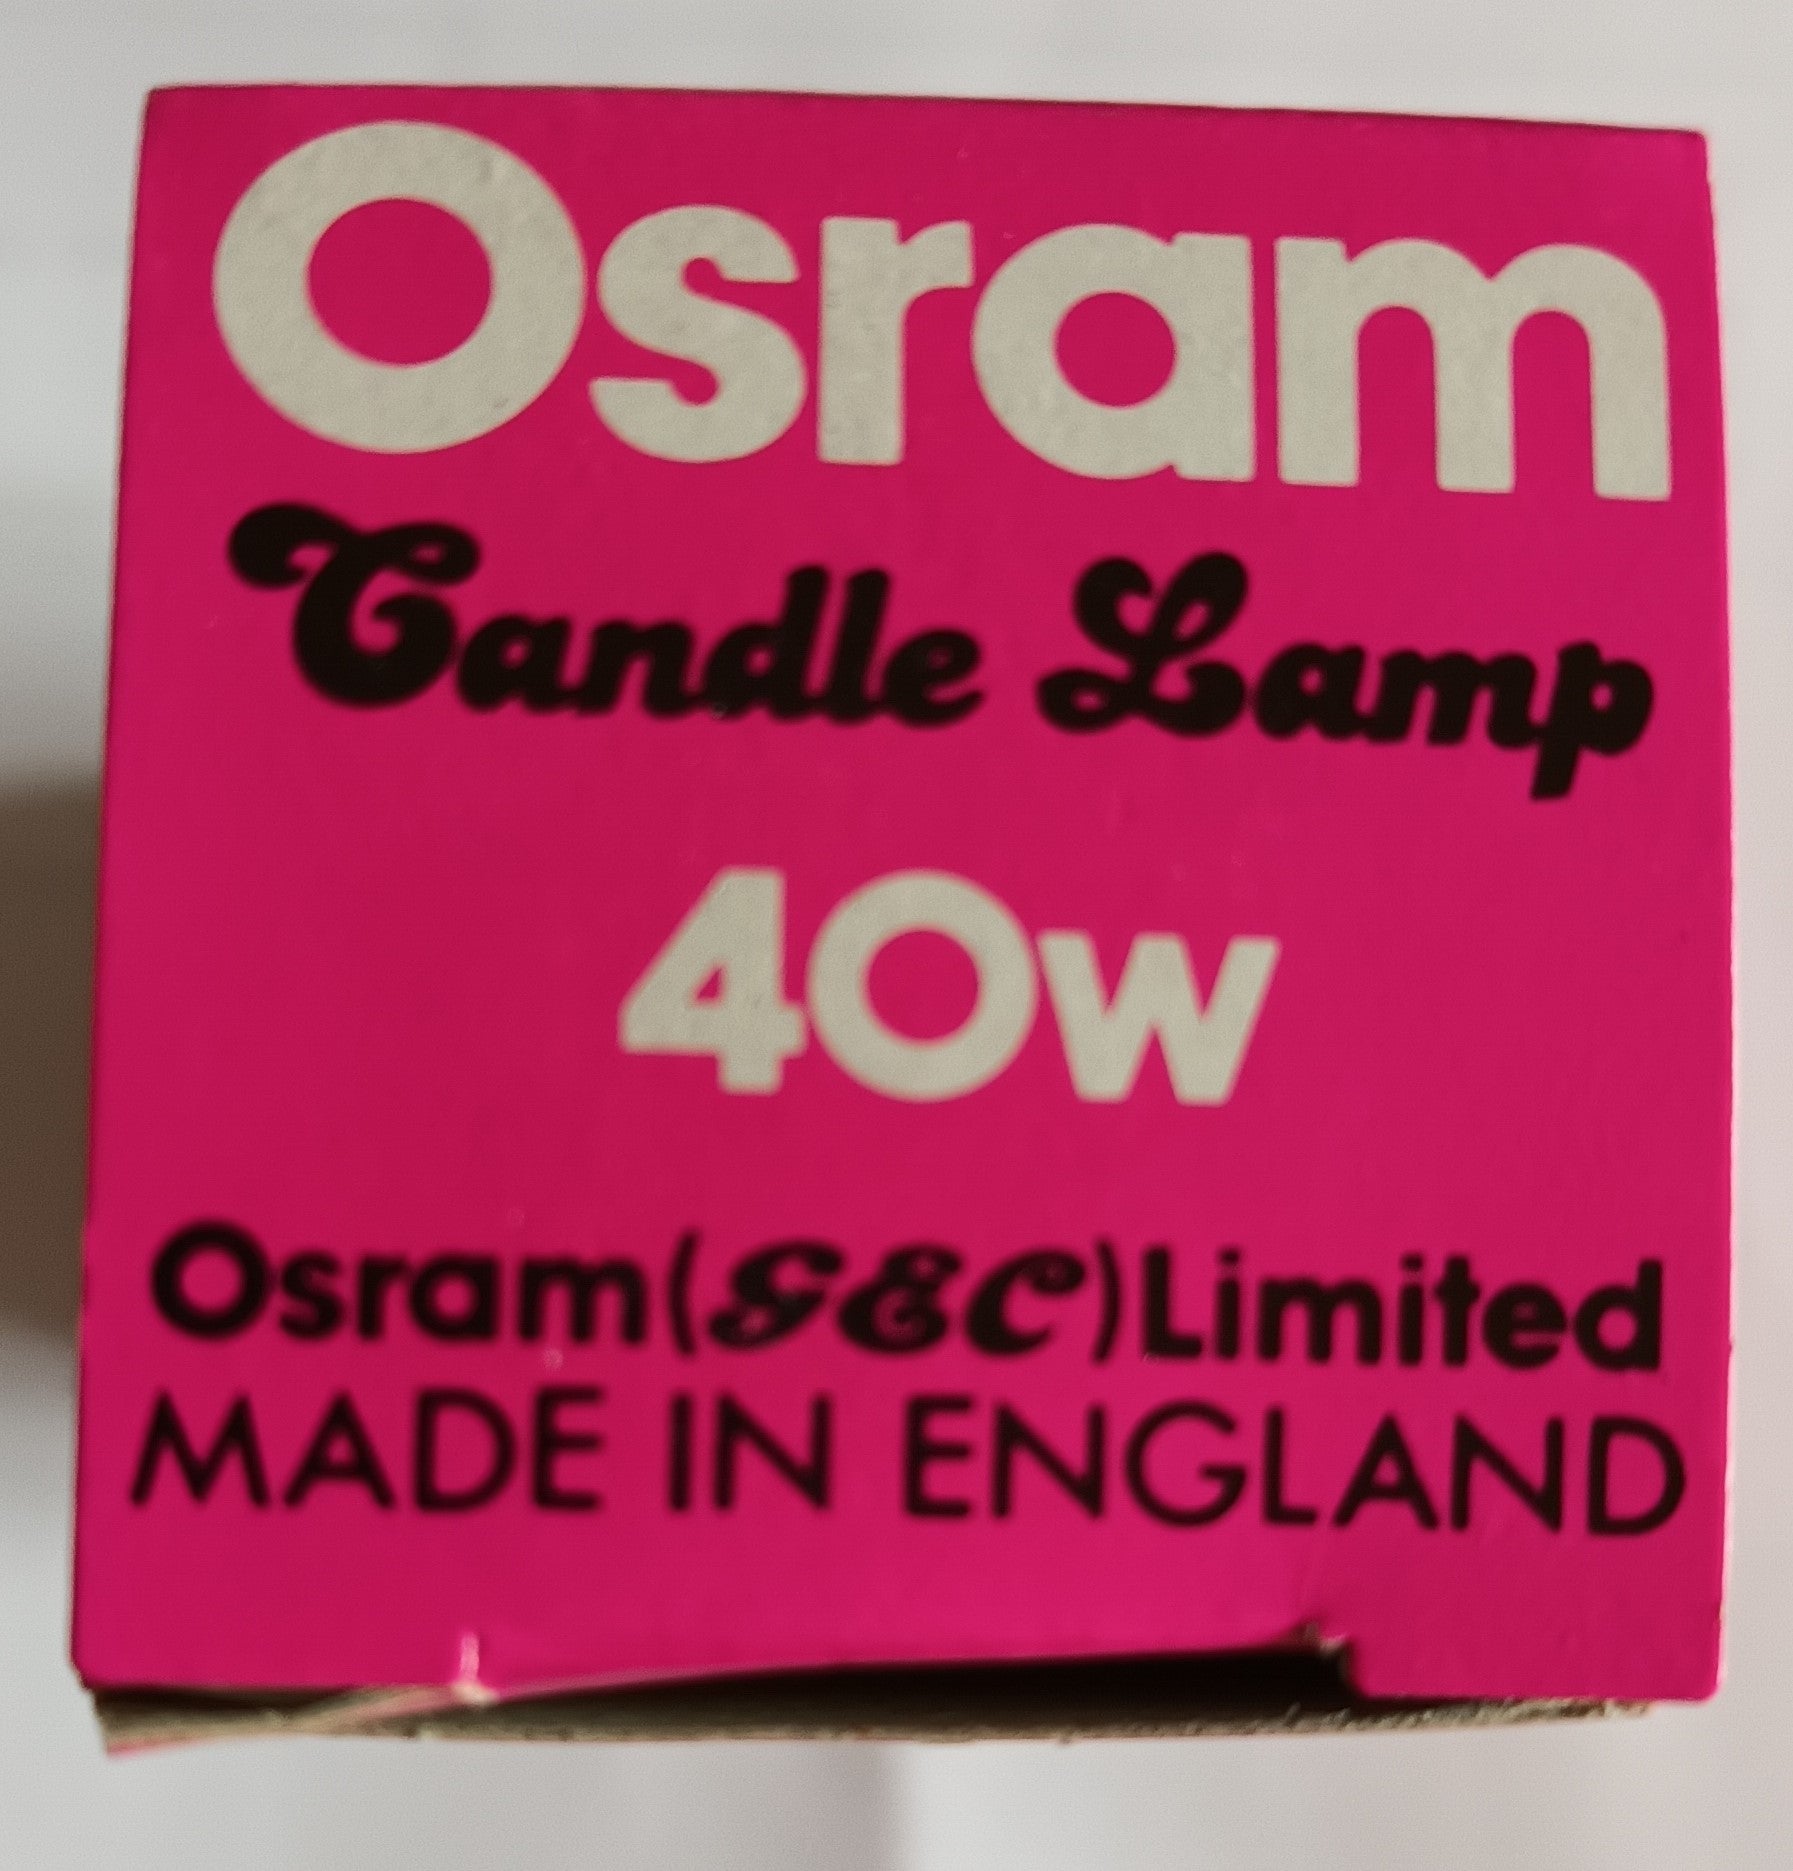 Osram
Candle Lamp
40w
Osram (GEC) Limited
MADE IN ENGLAND